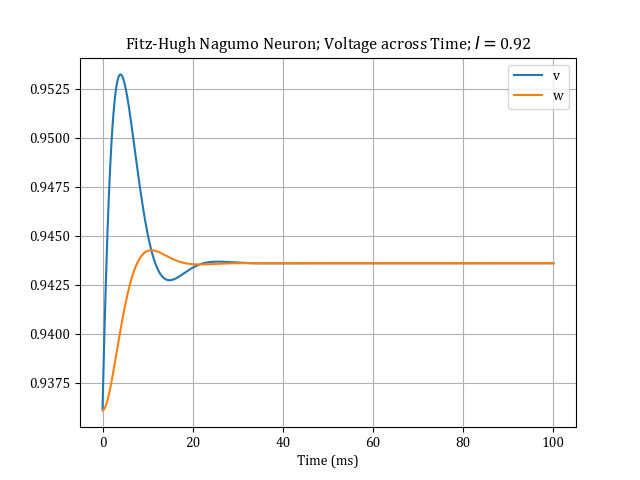 Fitz-Hugh Nagumo Neuron; Voltage across Time; I = 0.92
v
w
0.9525
0.9500
0.9475
0.9450
0.9425
0.9400
0.9375
0 20 40 60 80 100
Time (ms)